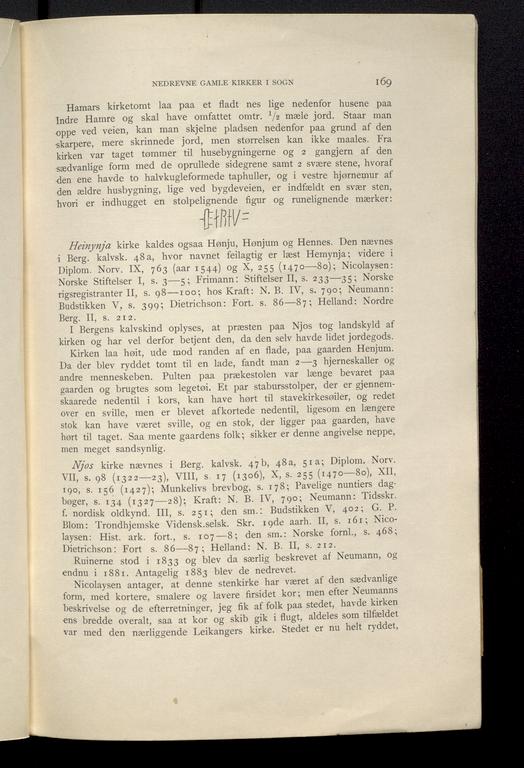 NEDREVNE GAMLE KIRKER I SOGN 169
Hamars kirketomt laa paa et fladt nes lige nedenfor husene paa
Indre Hamre og skal have omfattet omtr. 1/2 mæle jord. Staar man
oppe ved veien, kan man skjelne pladsen nedenfor paa grund af den
skarpere, mere skrinnede jord, men størrelsen kan ikke maales. Fra
kirken var taget tømmer til husebygningerne og 2 gangjern af den
sædvanlige form med de oprullede sidegrene samt 2 svære stene, hvoraf
den ene havde to halvkugleformede taphuller, og i vestre hjørnemur af
den ældre husbygning, lige ved bygdeveien, er indfældt en svær sten,
hvori er indhugget en stolpelignende figur og runelignende mærker:
Heinynja kirke kaldes ogsaa Hønju, Hønjum og Hennes. Den nævnes
i Berg. kalvsk. 48a, hvor navnet feilagtig er læst Hemynja; videre i
Diplom. Norv. IX, 763 (aar 1544) og X, 255 (1470—80); Nicolaysen:
Norske Stiftelser I, s. 3—5; Frimann: Stiftelser II, s. 233—35; Norske
rigsregistranter II, s. 98—100; hos Kraft: N. B. IV, s. 790; Neumann:
Budstikken V, s. 399; Dietrichson: Fort. s. 86—87; Helland: Nordre
Berg. II, s. 212.
I Bergens kalvskind oplyses, at præsten paa Njos tog landskyld af
kirken og har vel derfor betjent den, da den selv havde lidet jordegods.
Kirken laa høit, ude mod randen af en flade, paa gaarden Henjum.
Da der blev ryddet tomt til en lade, fandt man 2—3 hjerneskaller og
andre menneskeben. Pulten paa prækestolen var længe bevaret paa
gaarden og brugtes som legetøi. Et par stabursstolper, der er gjennem-
skaarede nedentil i kors, kan have hørt til stavekirkesøiler, og redet
over en sville, men er blevet afkortede nedentil, ligesom en længere
stok kan have været sville, og en stok, der ligger paa gaarden, have
hørt til taget. Saa mente gaardens folk; sikker er denne angivelse neppe,
men meget sandsynlig.
Njos kirke nævnes i Berg. kalvsk. 47b, 48a, 51a; Diplom. Norv.
VII, s. 98 (1322—23), VIII, s 17 (1306), X, s. 255 (1470—80), XII,
190, s. 156 (1427); Munkelivs brevbog, s. 178; Pavelige nuntiers dag-
bøger, s. 134 (1327—28); Kraft: N. B. IV, 790; Neumann: Tidsskr.
f. nordisk oldkynd. III, s. 251; den sm.: Budstikken V, 402; G. P.
Blom: Trondhjemske Vidensk.selsk. Skr. 19de aarh. II, s. 161; Nico-
laysen: Hist. ark. fort., s. 107—8; den sm.: Norske fornl., s. 468;
Dietrichson: Fort s. 86—87; Helland: N. B. II, s. 212.
Ruinerne stod i 1833 og blev da særlig beskrevet af Neumann, og
endnu i 1881. Antagelig 1883 blev de nedrevet.
Nicolaysen antager, at denne stenkirke har været af den sædvanlige
form, med kortere, smalere og lavere firsidet kor; men efter Neumanns
beskrivelse og de efterretninger, jeg fik af folk paa stedet, havde kirken
ens bredde overalt, saa at kor og skib gik i flugt, aldeles som tilfældet
var med den nærliggende Leikangers kirke. Stedet er nu helt ryddet,